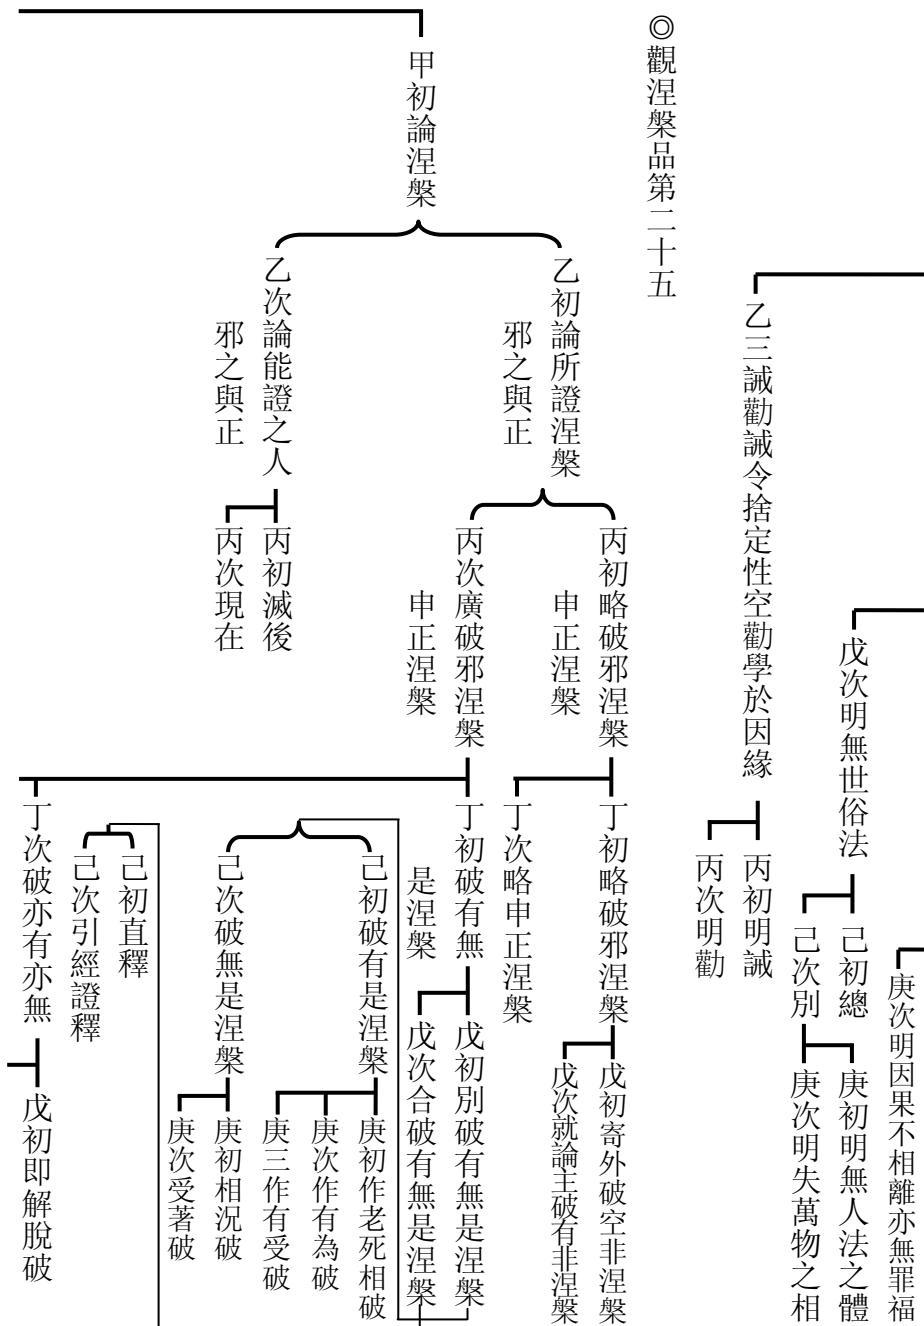 庚次明因果不相離亦無罪福
戊次明無世俗法
己初總
己次別
庚初明無人法之體
庚次明失萬物之相
乙三誡勸誡令捨定性空勸學於因緣
丙初明誡
丙次明勸
◎觀涅槃品第二十五
甲初論涅槃
乙初論所證涅槃
邪之與正
丙初略破邪涅槃
申正涅槃
丁初略破邪涅槃
戊初寄外破空非涅槃
戊次就論主破有非涅槃
丁次略申正涅槃
丙次廣破邪涅槃
申正涅槃
丁初破有無
是涅槃
戊初別破有無是涅槃
戊次合破有無是涅槃
己初破有是涅槃
庚初作老死相破
庚次作有為破
庚三作有受破
己次破無是涅槃
庚初相況破
庚次受著破
己初直釋
己次引經證釋
丁次破亦有亦無
戊初即解脫破
乙次論能證之人
邪之與正
丙初滅後
丙次現在